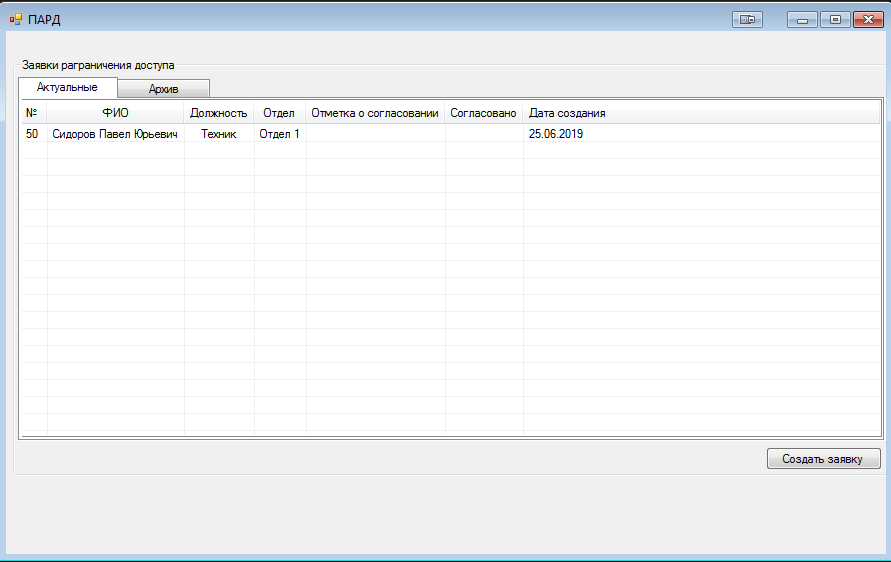 ПАРД
Заявки раграничения доступа
Актуальные Архив
№ ФИО Должность Отдел Отметка о согласовании Согласовано Дата создания
50 Сидоров Павел Юрьевич Техник Отдел 1 25.06.2019
Создать заявку